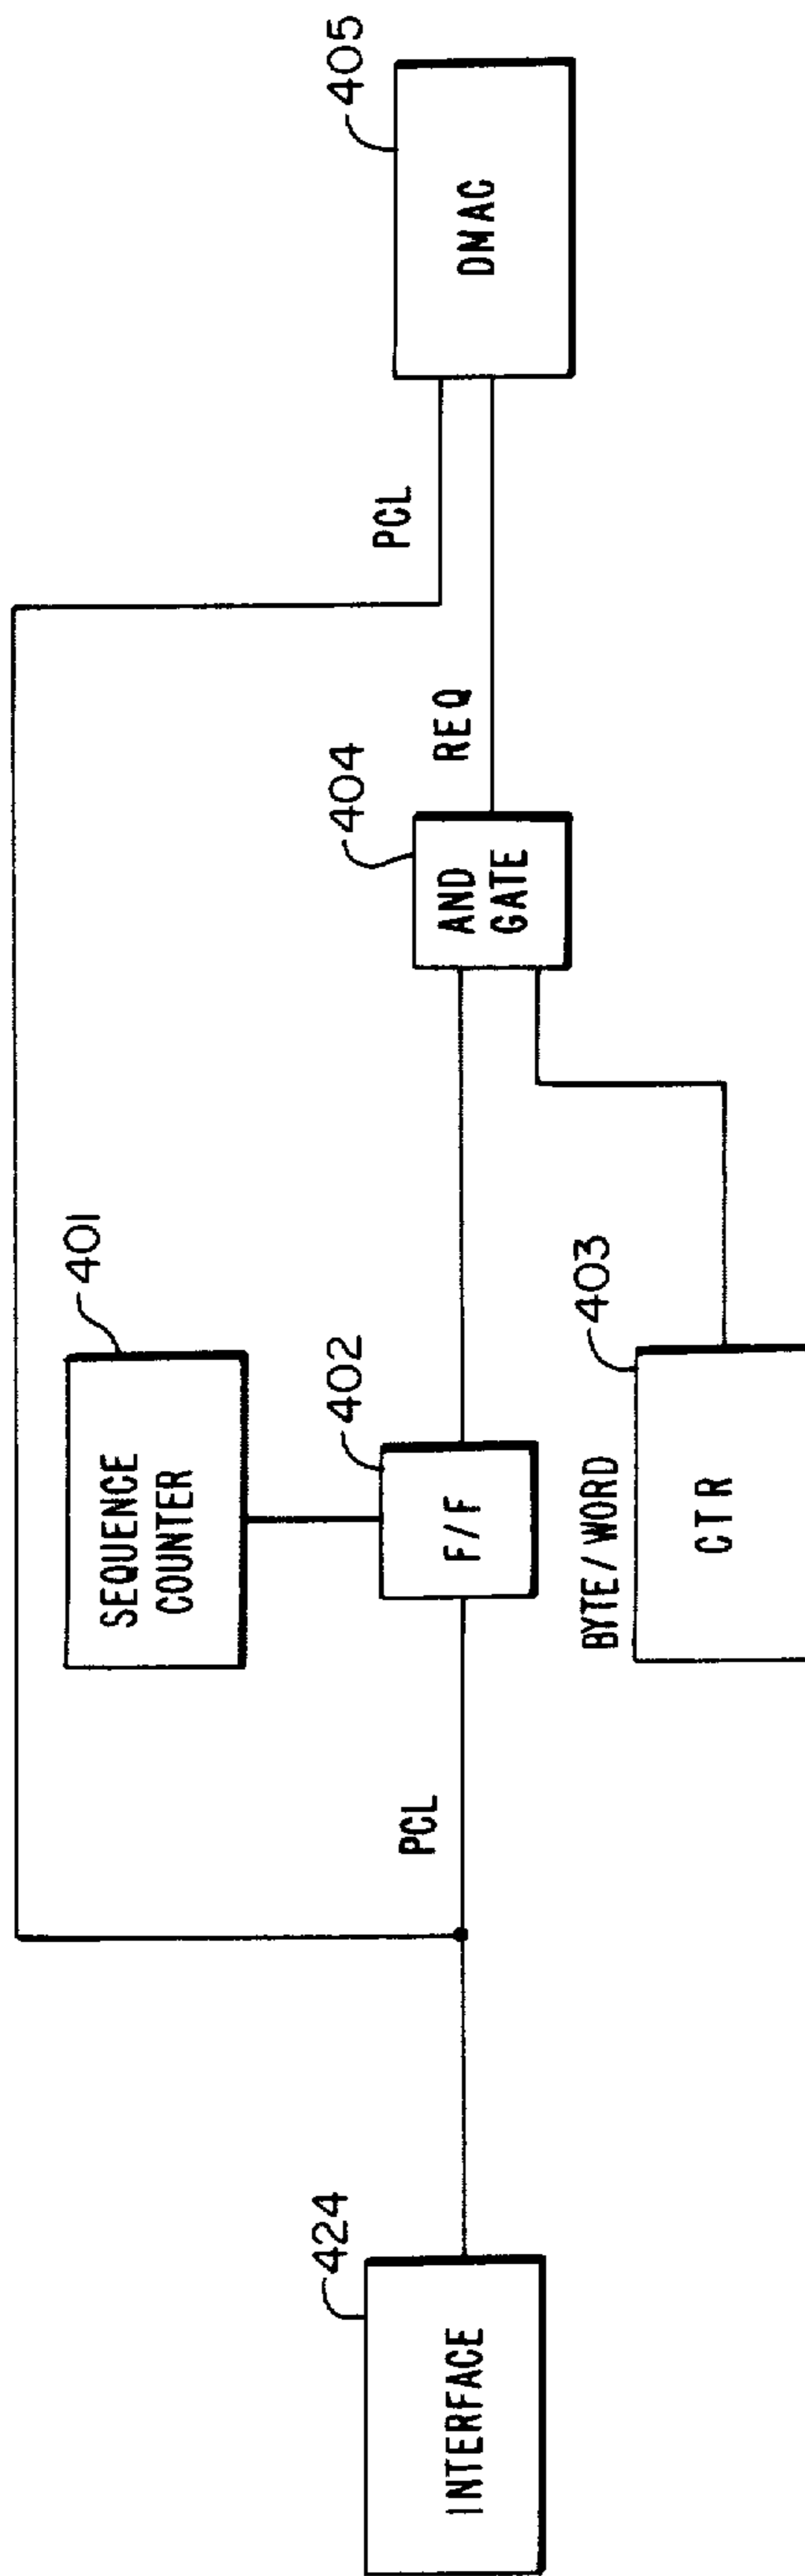 424
INTERFACE
PCL
401
SEQUENCE
COUNTER
402
F/F
BYTE/WORD
403
CTR
404
AND
GATE
REQ
PCL
405
DMAC